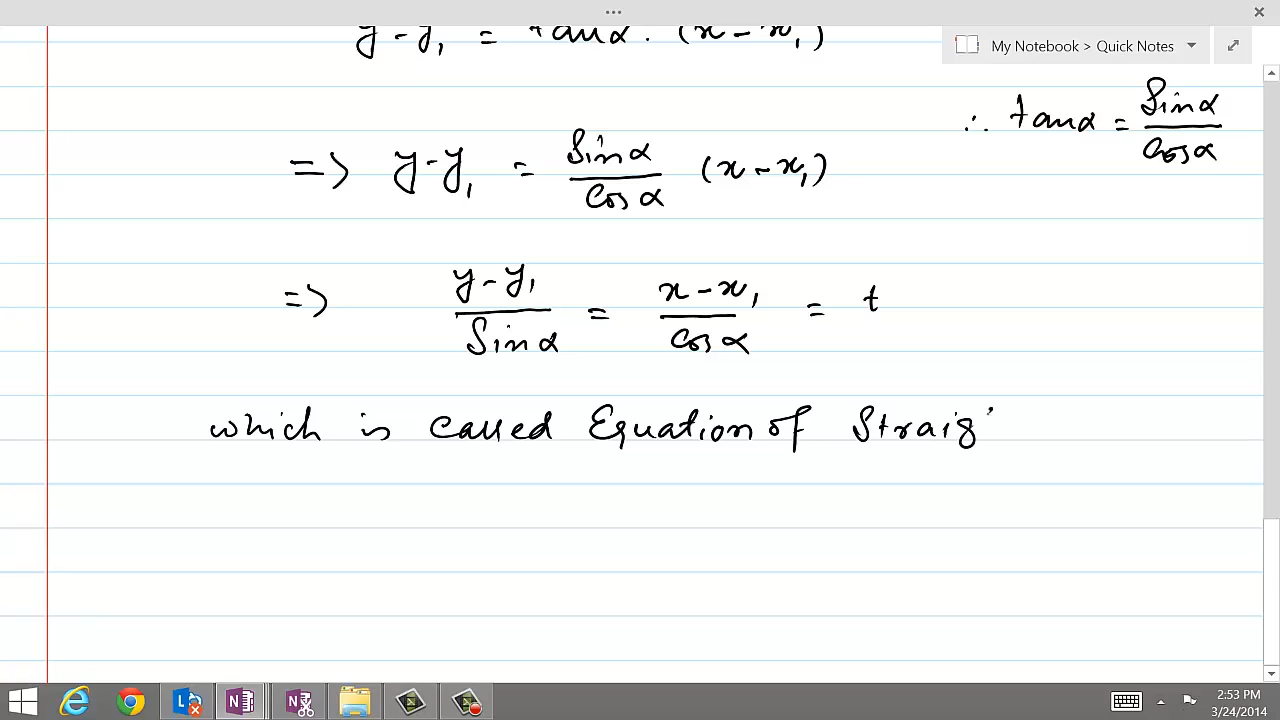 y - y₁ = tanα . (x - x₁)
My Notebook > Quick Notes
∴ tanα = Sinα / Cosα
=> y - y₁ = Sinα / Cosα (x - x₁)
=> y - y₁ / Sinα = x - x₁ / Cosα = t
which is called Equation of Straig
2:53 PM
3/24/2014